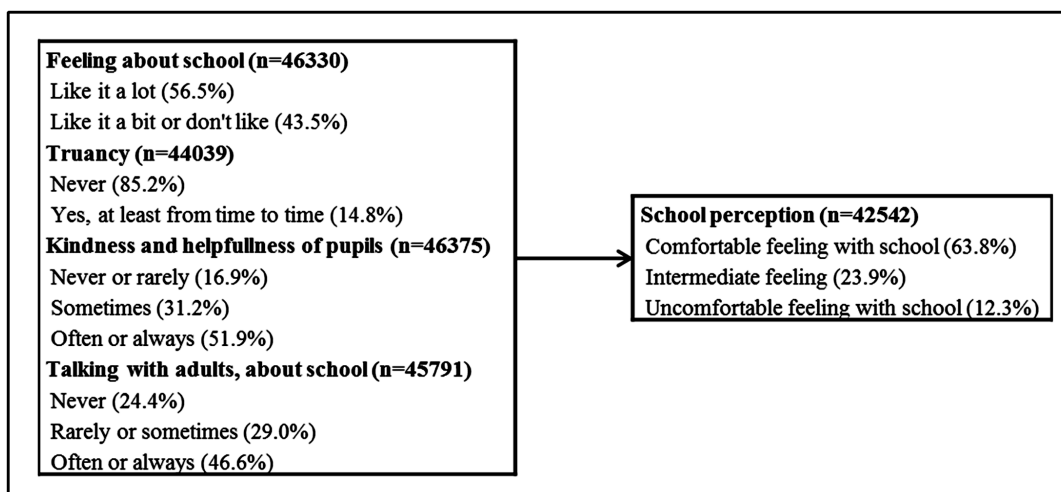 Feeling about school (n=46330)
Like it a lot (56.5%)
Like it a bit or don't like (43.5%)
Truancy (n=44039)
Never (85.2%)
Yes, at least from time to time (14.8%)
Kindness and helpfullness of pupils (n=46375)
Never or rarely (16.9%)
Sometimes (31.2%)
Often or always (51.9%)
Talking with adults, about school (n=45791)
Never (24.4%)
Rarely or sometimes (29.0%)
Often or always (46.6%)
School perception (n=42542)
Comfortable feeling with school (63.8%)
Intermediate feeling (23.9%)
Uncomfortable feeling with school (12.3%)